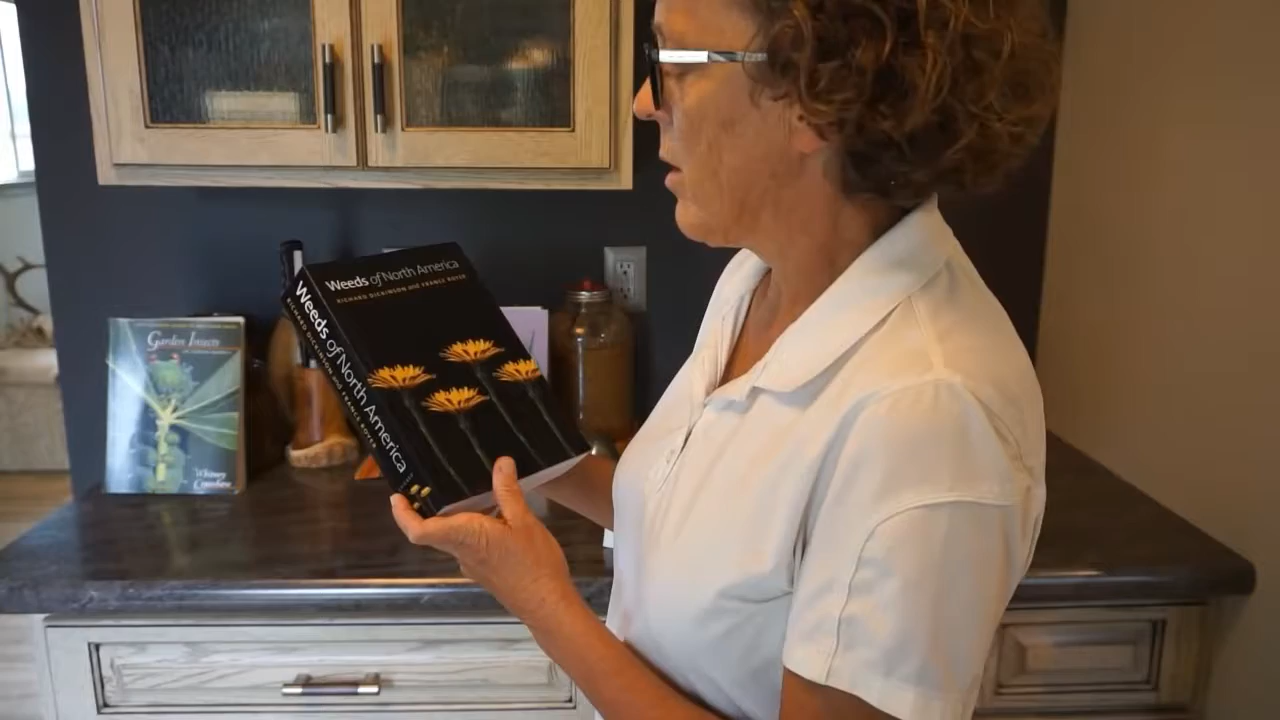 Weeds of North America
RICHARD DICKINSON and FRANCE ROYER
Weeds of North America
RICHARD DICKINSON and FRANCE ROYER
Garden Insects
Whitney
Cranshaw